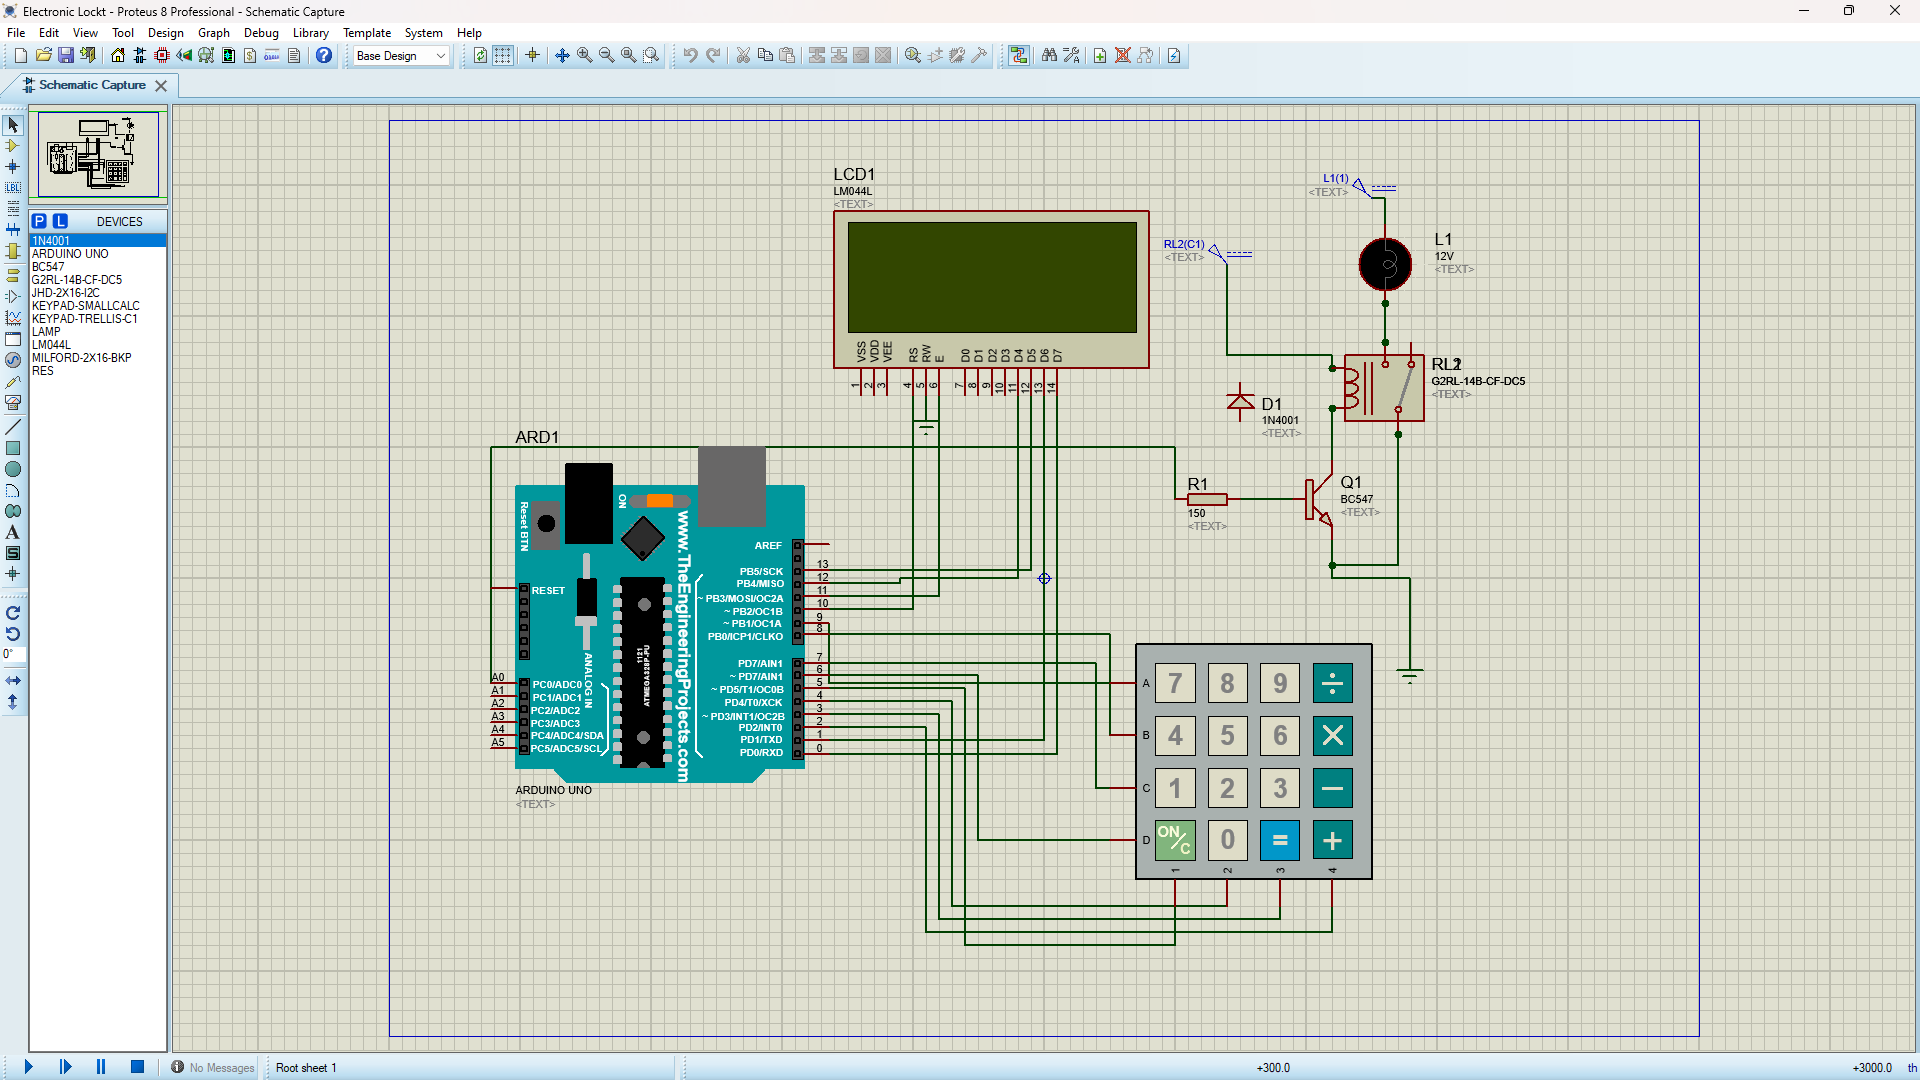 Electronic Lockt - Proteus 8 Professional - Schematic Capture
File Edit View Tool Design Graph Debug Library Template System Help
Base Design
Schematic Capture
P L DEVICES
1N4001
ARDUINO UNO
BC547
G2RL-14B-CF-DC5
JHD-2X16-I2C
KEYPAD-SMALLCALC
KEYPAD-TRELLIS-C1
LAMP
LM044L
MILFORD-2X16-BKP
RES
LBL
A
S
0°
LCD1
LM044L
<TEXT>
VSS VDD VEE RS RW E D0 D1 D2 D3 D4 D5 D6 D7
1 2 3 4 5 6 7 8 9 10 11 12 13 14
L1(1)
<TEXT>
RL2(C1)
<TEXT>
L1
12V
<TEXT>
G2RL-14B-CF-DC5
<TEXT>
D1
1N4001
<TEXT>
R1
150
<TEXT>
Q1
BC547
<TEXT>
ARD1
Reset BTN
ON
www.TheEngineeringProjects.com
1121
ATMEGA328P-PU
ANALOG IN
RESET
A0 PC0/ADC0
A1 PC1/ADC1
A2 PC2/ADC2
A3 PC3/ADC3
A4 PC4/ADC4/SDA
A5 PC5/ADC5/SCL
AREF
PB5/SCK 13
PB4/MISO 12
~ PB3/MOSI/OC2A 11
~ PB2/OC1B 10
~ PB1/OC1A 9
PB0/ICP1/CLKO 8
PD7/AIN1 7
~ PD7/AIN1 6
~ PD5/T1/OC0B 5
PD4/T0/XCK 4
~ PD3/INT1/OC2B 3
PD2/INT0 2
PD1/TXD 1
PD0/RXD 0
ARDUINO UNO
<TEXT>
A 7 8 9 ÷
B 4 5 6 ×
C 1 2 3 −
D ON/C 0 = +
1 2 3 4
No Messages
Root sheet 1
+300.0
+3000.0 th